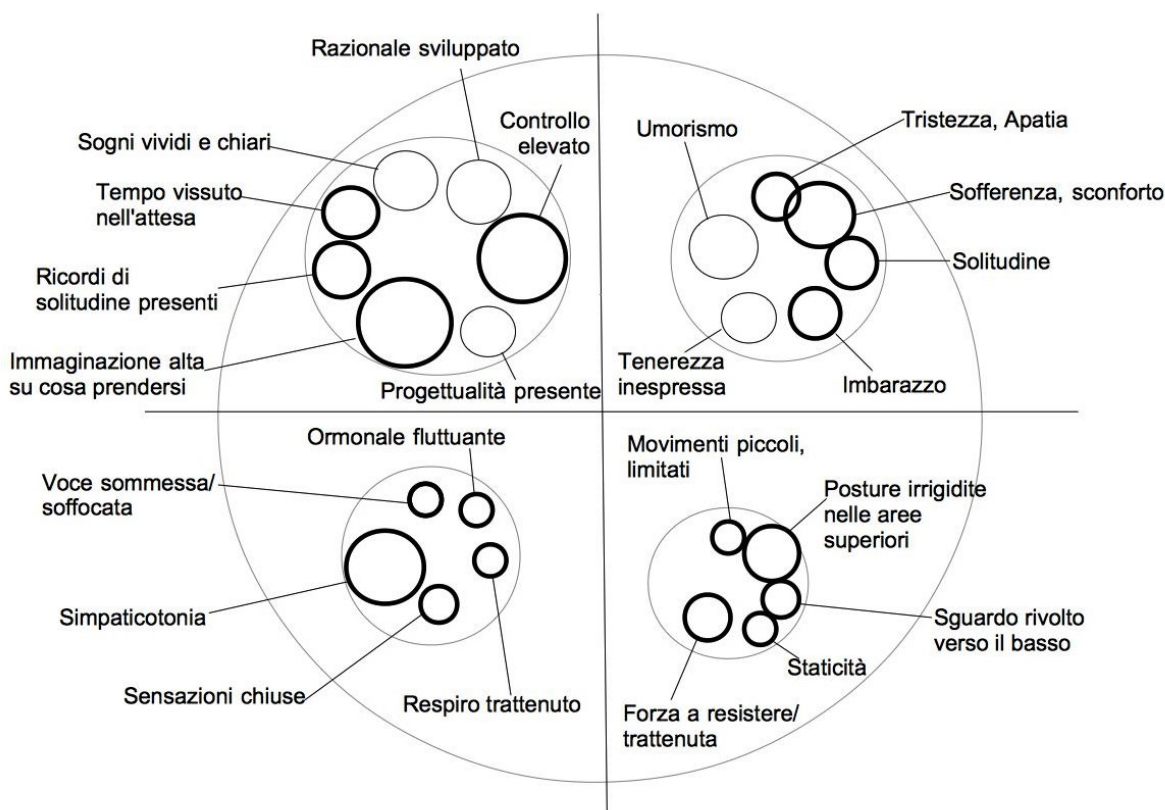 Razionale sviluppato
Controllo
elevato
Sogni vividi e chiari
Tempo vissuto
nell'attesa
Ricordi di
solitudine presenti
Immaginazione alta
su cosa prendersi
Progettualità presente
Umorismo
Tristezza, Apatia
Sofferenza, sconforto
Solitudine
Tenerezza
inespressa
Imbarazzo
Ormonale fluttuante
Voce sommessa/
soffocata
Simpaticotonia
Sensazioni chiuse
Respiro trattenuto
Movimenti piccoli,
limitati
Posture irrigidite
nelle aree
superiori
Sguardo rivolto
verso il basso
Staticità
Forza a resistere/
trattenuta